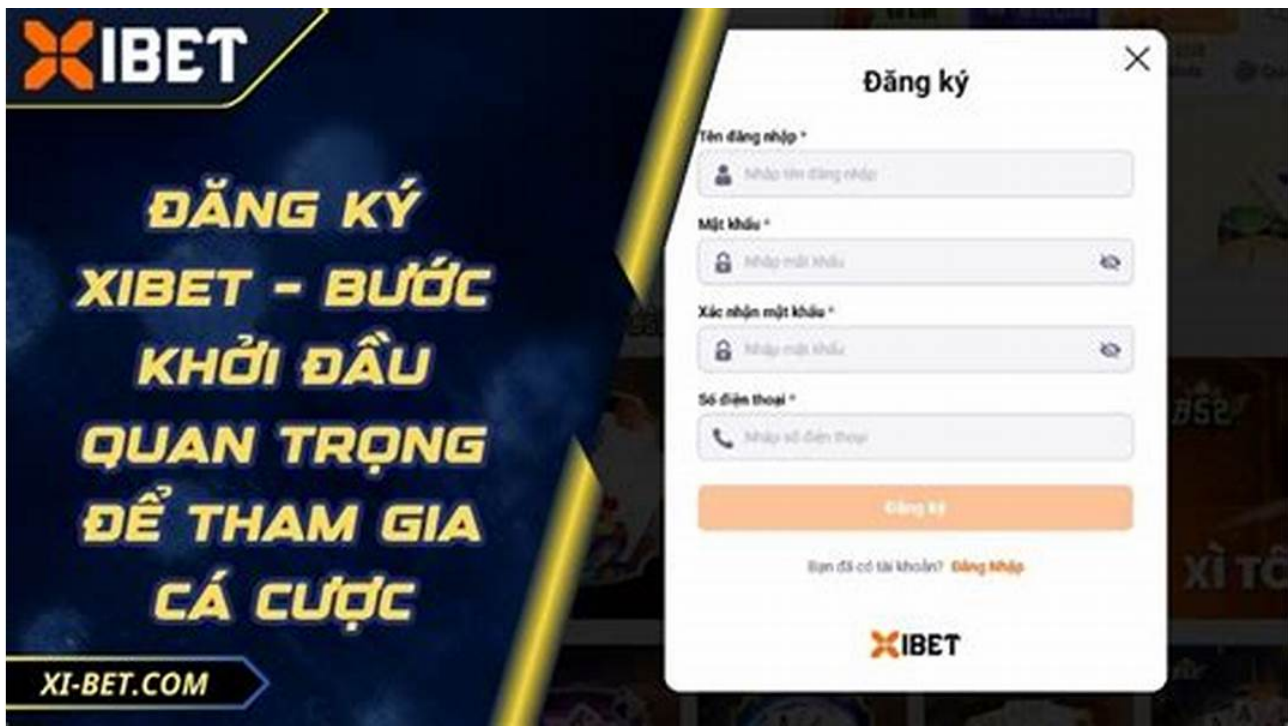 XIBET
ĐĂNG KÝ
XIBET - BƯỚC
KHỞI ĐẦU
QUAN TRỌNG
ĐỂ THAM GIA
CÁ CƯỢC
XI-BET.COM
Đăng ký
Tên đăng nhập *
Nhập tên đăng nhập
Mật khẩu *
Nhập mật khẩu
Xác nhận mật khẩu *
Nhập mật khẩu
Số điện thoại *
Nhập số điện thoại
Đăng ký
Bạn đã có tài khoản? Đăng Nhập
XIBET
XÌ TỐ